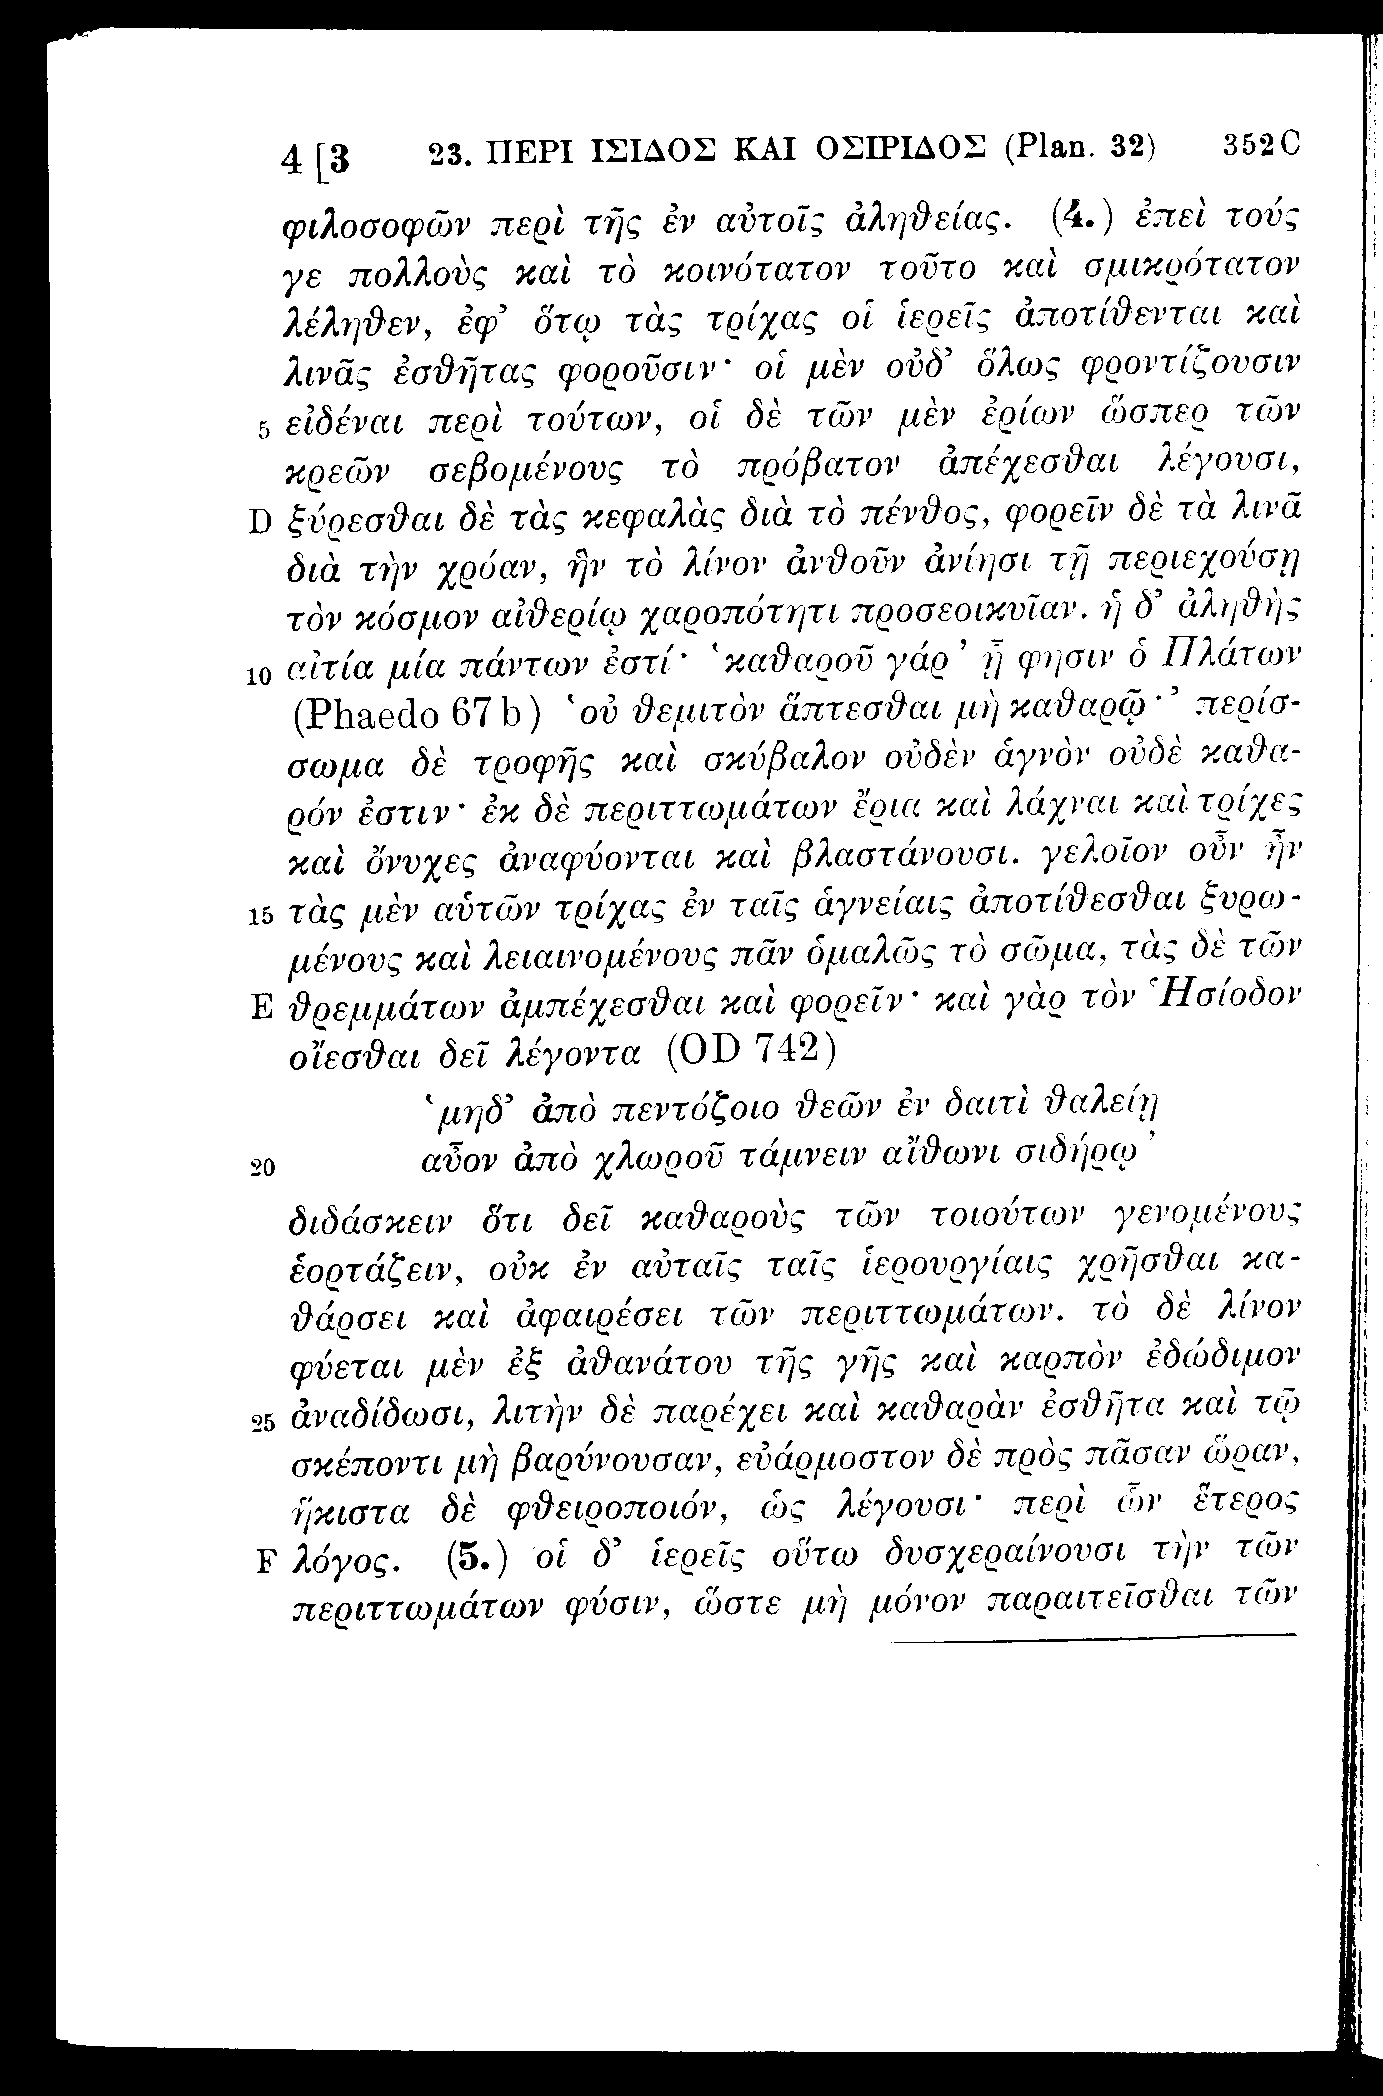 4 [3 23. ΠΕΡΙ ΙΣΙΔΟΣ ΚΑΙ ΟΣΙΡΙΔΟΣ (Plan. 32) 352C
φιλοσοφῶν περὶ τῆς ἐν αὐτοῖς ἀληθείας. (4.) ἐπεὶ τούς
γε πολλοὺς καὶ τὸ κοινότατον τοῦτο καὶ σμικρότατον
λέληθεν, ἐφ’ ὅτῳ τὰς τρίχας οἱ ἱερεῖς ἀποτίθενται καὶ
λινᾶς ἐσθῆτας φοροῦσιν· οἱ μὲν οὐδ’ ὅλως φροντίζουσιν
5 εἰδέναι περὶ τούτων, οἱ δὲ τῶν μὲν ἐρίων ὥσπερ τῶν
κρεῶν σεβομένους τὸ πρόβατον ἀπέχεσθαι λέγουσι,
D ξύρεσθαι δὲ τὰς κεφαλὰς διὰ τὸ πένθος, φορεῖν δὲ τὰ λινᾶ
διὰ τὴν χρόαν, ἣν τὸ λίνον ἀνθοῦν ἀνίησι τῇ περιεχούσῃ
τὸν κόσμον αἰθερίῳ χαροπότητι προσεοικυῖαν. ἡ δ’ ἀληθὴς
10 αἰτία μία πάντων ἐστί· ‘καθαροῦ γάρ’ ᾗ φησιν ὁ Πλάτων
(Phaedo 67 b) ‘οὐ θεμιτὸν ἅπτεσθαι μὴ καθαρῷ·’ περίσ-
σωμα δὲ τροφῆς καὶ σκύβαλον οὐδὲν ἁγνὸν οὐδὲ καθα-
ρόν ἐστιν· ἐκ δὲ περιττωμάτων ἔρια καὶ λάχναι καὶ τρίχες
καὶ ὄνυχες ἀναφύονται καὶ βλαστάνουσι. γελοῖον οὖν ἦν
15 τὰς μὲν αὑτῶν τρίχας ἐν ταῖς ἁγνείαις ἀποτίθεσθαι ξυρω-
μένους καὶ λειαινομένους πᾶν ὁμαλῶς τὸ σῶμα, τὰς δὲ τῶν
E θρεμμάτων ἀμπέχεσθαι καὶ φορεῖν· καὶ γὰρ τὸν Ἡσίοδον
οἴεσθαι δεῖ λέγοντα (OD 742)
‘μηδ’ ἀπὸ πεντόζοιο θεῶν ἐν δαιτὶ θαλείῃ
20 αὖον ἀπὸ χλωροῦ τάμνειν αἴθωνι σιδήρῳ’
διδάσκειν ὅτι δεῖ καθαροὺς τῶν τοιούτων γενομένους
ἑορτάζειν, οὐκ ἐν αὐταῖς ταῖς ἱερουργίαις χρῆσθαι κα-
θάρσει καὶ ἀφαιρέσει τῶν περιττωμάτων. τὸ δὲ λίνον
φύεται μὲν ἐξ ἀθανάτου τῆς γῆς καὶ καρπὸν ἐδώδιμον
25 ἀναδίδωσι, λιτὴν δὲ παρέχει καὶ καθαρὰν ἐσθῆτα καὶ τῷ
σκέποντι μὴ βαρύνουσαν, εὐάρμοστον δὲ πρὸς πᾶσαν ὥραν,
ἥκιστα δὲ φθειροποιόν, ὡς λέγουσι· περὶ ὧν ἕτερος
F λόγος. (5.) οἱ δ’ ἱερεῖς οὕτω δυσχεραίνουσι τὴν τῶν
περιττωμάτων φύσιν, ὥστε μὴ μόνον παραιτεῖσθαι τῶν